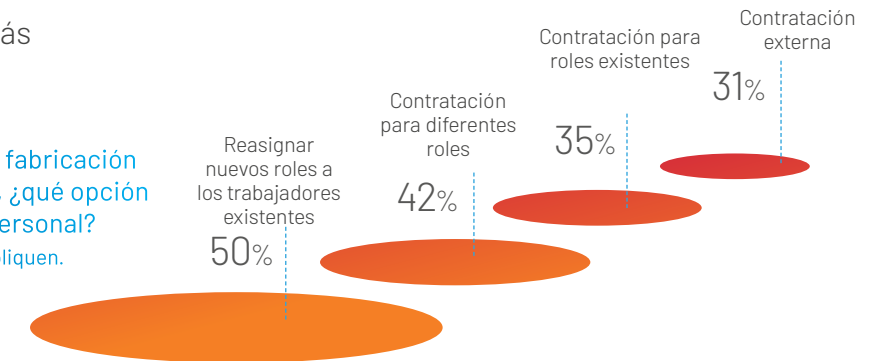 ás
fabricación
¿qué opción
ersonal?
liquen.
Reasignar
nuevos roles a
los trabajadores
existentes
50%
Contratación
para diferentes
roles
42%
Contratación para
roles existentes
35%
Contratación
externa
31%